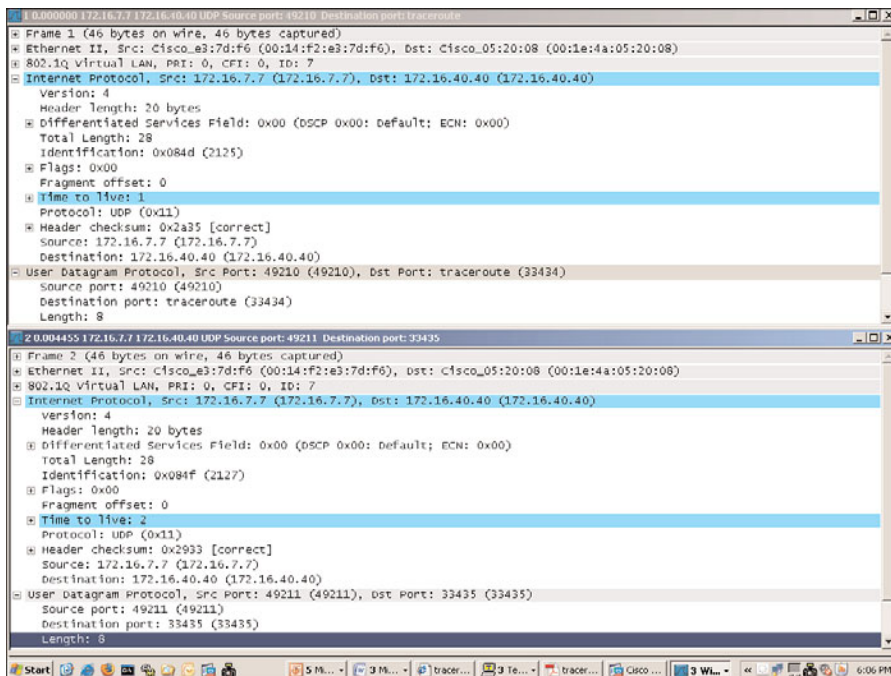 1 0.000000 172.16.7.7 172.16.40.40 UDP Source port: 49210 Destination port: traceroute
Frame 1 (46 bytes on wire, 46 bytes captured)
Ethernet II, Src: Cisco_e3:7d:f6 (00:14:f2:e3:7d:f6), Dst: Cisco_05:20:08 (00:1e:4a:05:20:08)
802.1Q Virtual LAN, PRI: 0, CFI: 0, ID: 7
Internet Protocol, Src: 172.16.7.7 (172.16.7.7), Dst: 172.16.40.40 (172.16.40.40)
Version: 4
Header length: 20 bytes
Differentiated Services Field: 0x00 (DSCP 0x00: Default; ECN: 0x00)
Total Length: 28
Identification: 0x084d (2125)
Flags: 0x00
Fragment offset: 0
Time to live: 1
Protocol: UDP (0x11)
Header checksum: 0x2a35 [correct]
Source: 172.16.7.7 (172.16.7.7)
Destination: 172.16.40.40 (172.16.40.40)
User Datagram Protocol, Src Port: 49210 (49210), Dst Port: traceroute (33434)
Source port: 49210 (49210)
Destination port: traceroute (33434)
Length: 8
2 0.004455 172.16.7.7 172.16.40.40 UDP Source port: 49211 Destination port: 33435
Frame 2 (46 bytes on wire, 46 bytes captured)
Ethernet II, Src: Cisco_e3:7d:f6 (00:14:f2:e3:7d:f6), Dst: Cisco_05:20:08 (00:1e:4a:05:20:08)
802.1Q Virtual LAN, PRI: 0, CFI: 0, ID: 7
Internet Protocol, Src: 172.16.7.7 (172.16.7.7), Dst: 172.16.40.40 (172.16.40.40)
Version: 4
Header length: 20 bytes
Differentiated Services Field: 0x00 (DSCP 0x00: Default; ECN: 0x00)
Total Length: 28
Identification: 0x084f (2127)
Flags: 0x00
Fragment offset: 0
Time to live: 2
Protocol: UDP (0x11)
Header checksum: 0x2933 [correct]
Source: 172.16.7.7 (172.16.7.7)
Destination: 172.16.40.40 (172.16.40.40)
User Datagram Protocol, Src Port: 49211 (49211), Dst Port: 33435 (33435)
Source port: 49211 (49211)
Destination port: 33435 (33435)
Length: 8
Start 5 M... 3 M... tracer... 3 Te... tracer... Cisco ... 3 Wi... « 6:06 PM